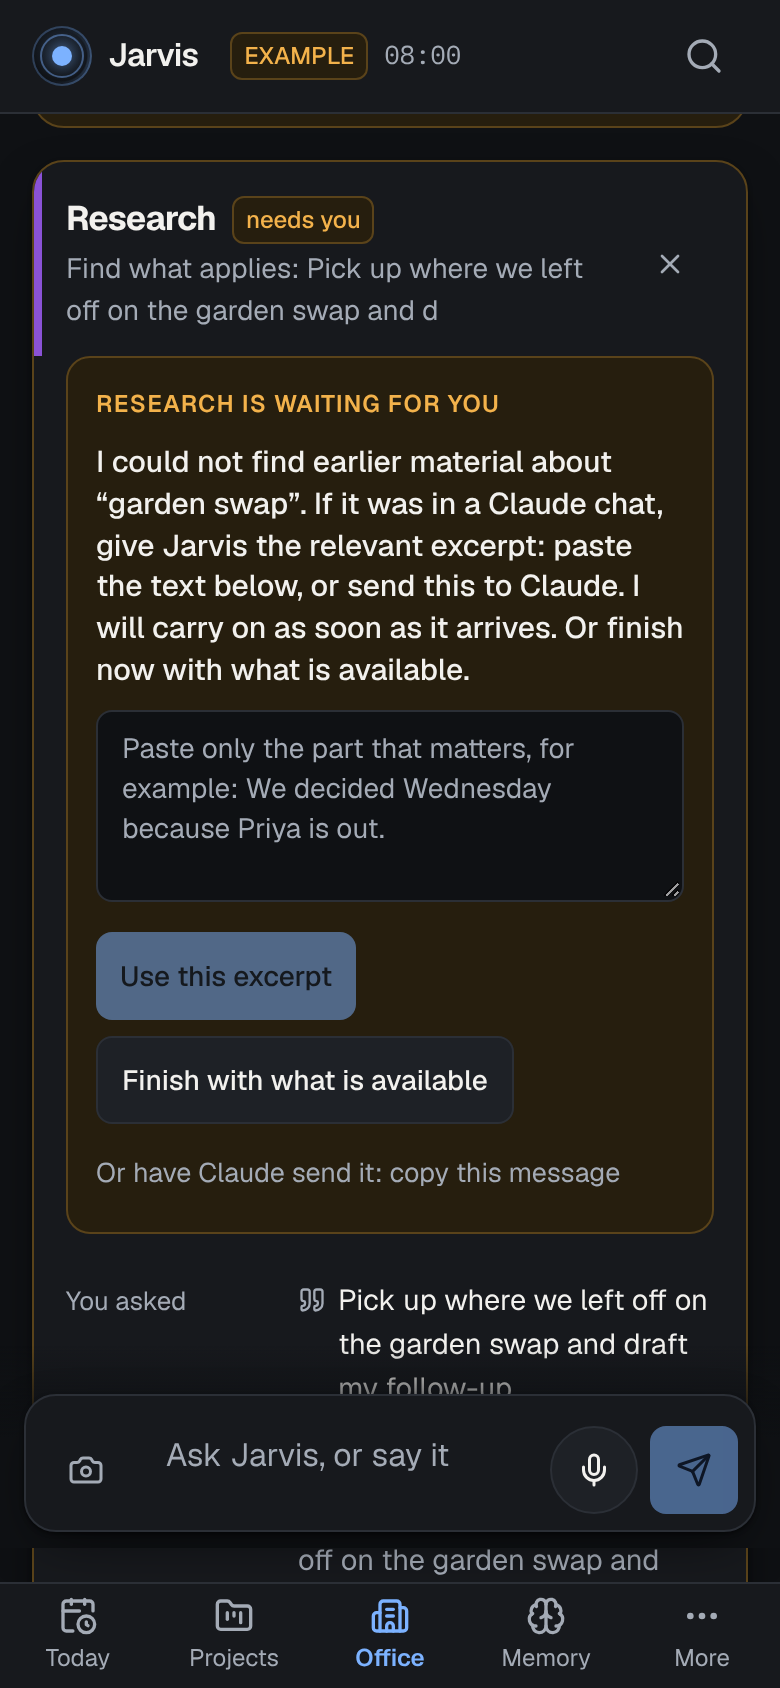 Jarvis
EXAMPLE
08:00
Research
needs you
Find what applies: Pick up where we left
off on the garden swap and d
RESEARCH IS WAITING FOR YOU
I could not find earlier material about
“garden swap”. If it was in a Claude chat,
give Jarvis the relevant excerpt: paste
the text below, or send this to Claude. I
will carry on as soon as it arrives. Or finish
now with what is available.
Paste only the part that matters, for
example: We decided Wednesday
because Priya is out.
Use this excerpt
Finish with what is available
Or have Claude send it: copy this message
You asked
Pick up where we left off on
the garden swap and draft
my follow-up
Ask Jarvis, or say it
off on the garden swap and
Today
Projects
Office
Memory
More